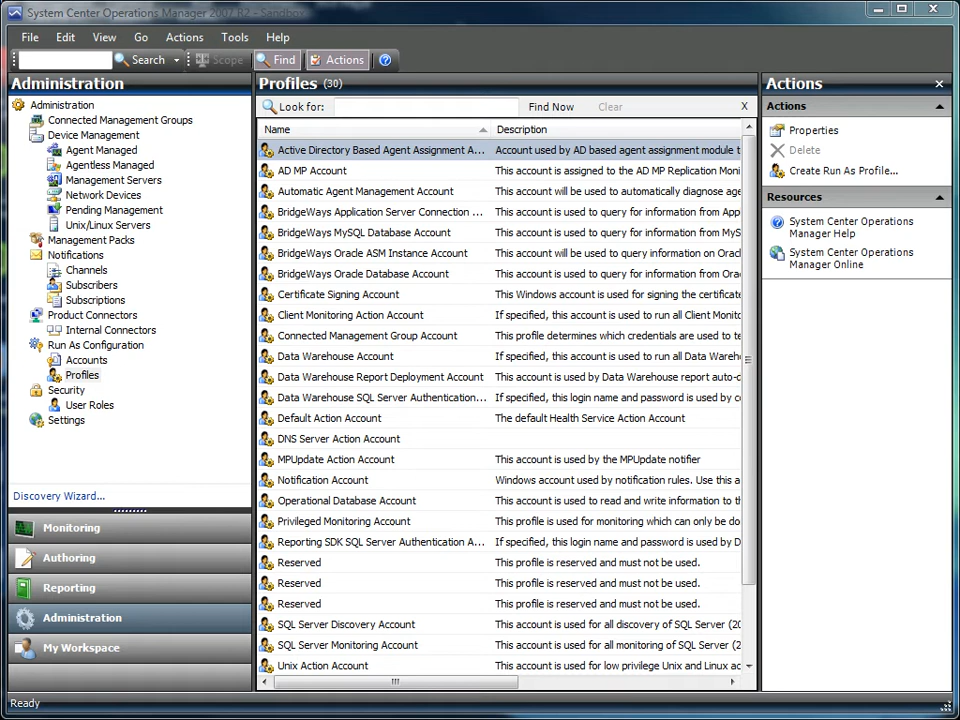 System Center Operations Manager 2007 R2 - Sandbox
File Edit View Go Actions Tools Help
Search Scope Find Actions
Administration
Administration
Connected Management Groups
Device Management
Agent Managed
Agentless Managed
Management Servers
Network Devices
Pending Management
Unix/Linux Servers
Management Packs
Notifications
Channels
Subscribers
Subscriptions
Product Connectors
Internal Connectors
Run As Configuration
Accounts
Profiles
Security
User Roles
Settings
Discovery Wizard...
Monitoring
Authoring
Reporting
Administration
My Workspace
Profiles (30)
Look for: Find Now Clear X
Name Description
Active Directory Based Agent Assignment A... Account used by AD based agent assignment module t
AD MP Account This account is assigned to the AD MP Replication Moni
Automatic Agent Management Account This account will be used to automatically diagnose age
BridgeWays Application Server Connection ... This account is used to query for information from App
BridgeWays MySQL Database Account This account is used to query for information from MyS
BridgeWays Oracle ASM Instance Account This account is used to query information on Oracl
BridgeWays Oracle Database Account This account is used to query for information from Ora
Certificate Signing Account This Windows account is used for signing the certificate
Client Monitoring Action Account If specified, this account is used to run all Client Monito
Connected Management Group Account This profile determines which credentials are used to te
Data Warehouse Account If specified, this account is used to run all Data Wareh
Data Warehouse Report Deployment Account This account is used by Data Warehouse report auto-d
Data Warehouse SQL Server Authentication... If specified, this login name and password is used by co
Default Action Account The default Health Service Action Account
DNS Server Action Account
MPUpdate Action Account This account is used by the MPUpdate notifier
Notification Account Windows account used by notification rules. Use this a
Operational Database Account This account is used to read and write information to th
Privileged Monitoring Account This profile is used for monitoring which can only be do
Reporting SDK SQL Server Authentication A... If specified, this login name and password is used by D
Reserved This profile is reserved and must not be used.
Reserved This profile is reserved and must not be used.
Reserved This profile is reserved and must not be used.
SQL Server Discovery Account This account is used for all discovery of SQL Server (20
SQL Server Monitoring Account This account is used for all monitoring of SQL Server (2
Unix Action Account This account is used for low privilege Unix and Linux ac
Actions
Actions
Properties
Delete
Create Run As Profile...
Resources
System Center Operations
Manager Help
System Center Operations
Manager Online
Ready